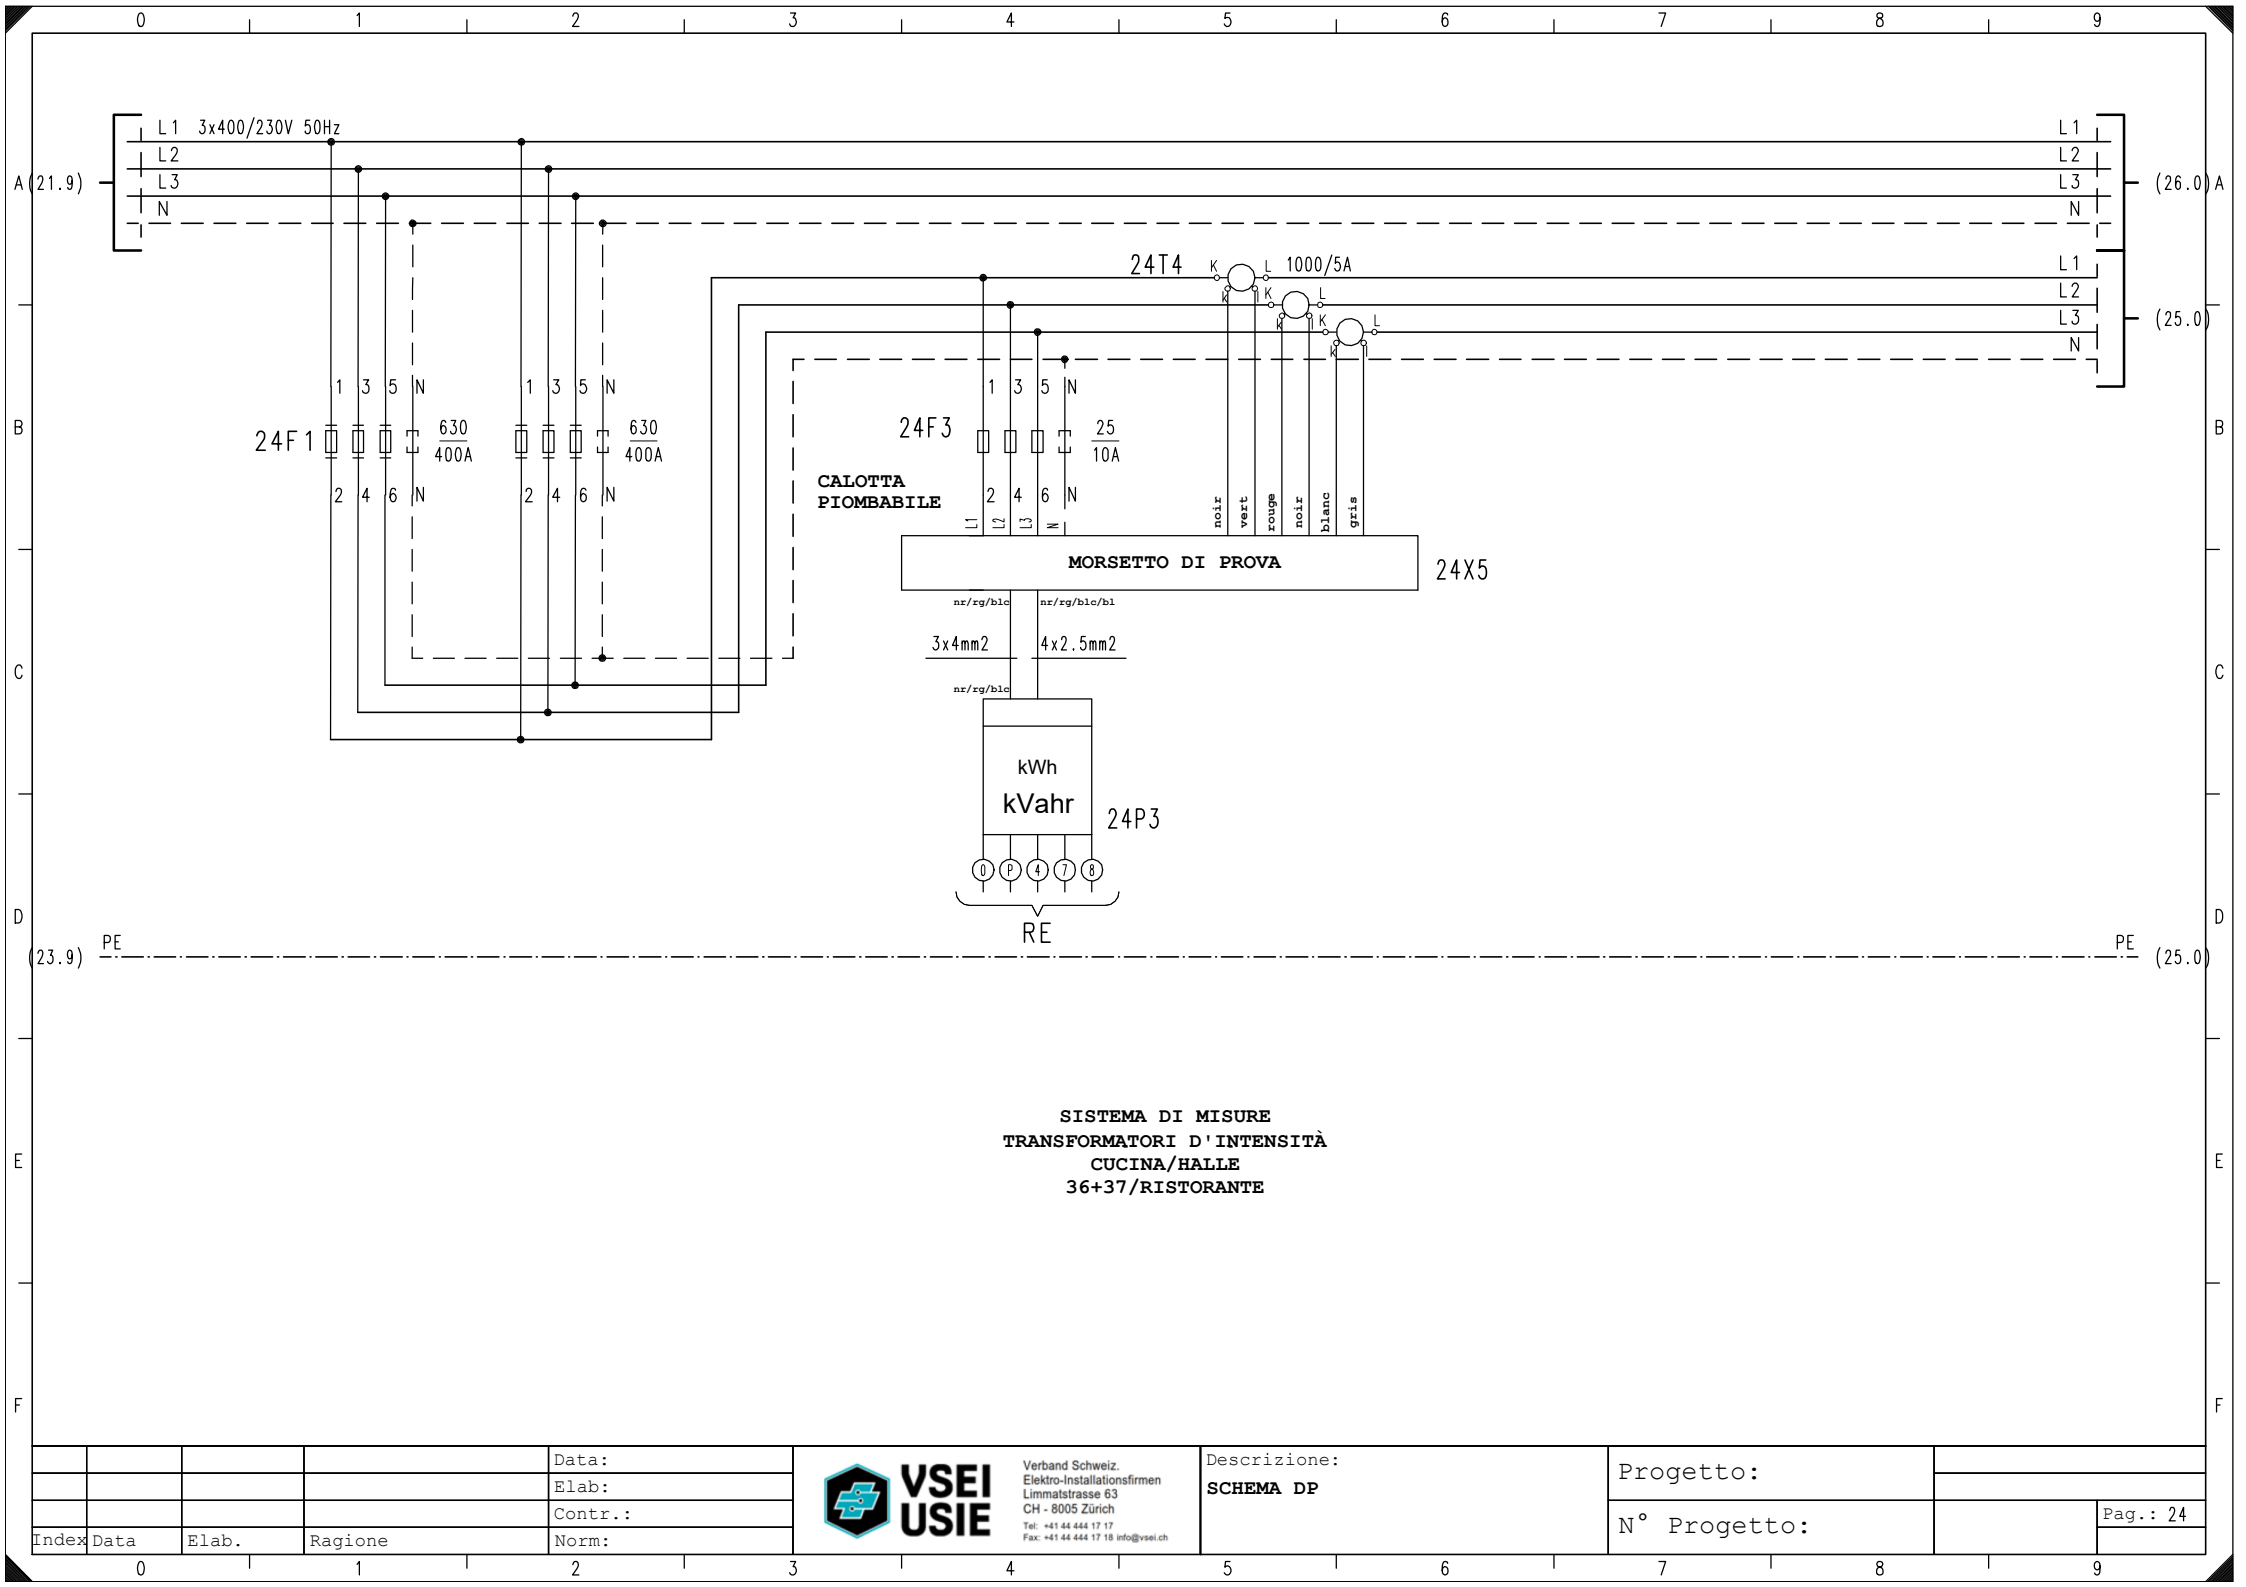 0 1 2 3 4 5 6 7 8 9
L1 3x400/230V 50Hz L1
L2 L2
A (21.9) L3 L3 (26.0) A
N N
24T4 K L 1000/5A L1
k l K L L2
k l K L L3 (25.0)
k l N
1 3 5 N 1 3 5 N 1 3 5 N
B 24F1 630 630 24F3 25 B
400A 400A 10A
CALOTTA
PIOMBABILE
2 4 6 N 2 4 6 N 2 4 6 N
L1 L2 L3 N noir vert rouge noir blanc gris
MORSETTO DI PROVA 24X5
nr/rg/blc nr/rg/blc/bl
3x4mm2 4x2.5mm2
C C
nr/rg/blc
kWh
kVahr 24P3
0 P 4 7 8
D D
RE
PE PE
(23.9) (25.0)
SISTEMA DI MISURE
TRANSFORMATORI D'INTENSITÀ
E CUCINA/HALLE E
36+37/RISTORANTE
F F
Data:
Elab:
Contr.:
Index Data Elab. Ragione Norm:
VSEI
USIE
Verband Schweiz.
Elektro-Installationsfirmen
Limmatstrasse 63
CH - 8005 Zürich
Tel: +41 44 444 17 17
Fax: +41 44 444 17 18 info@vsei.ch
Descrizione:
SCHEMA DP
Progetto:
N° Progetto:
Pag.: 24
0 1 2 3 4 5 6 7 8 9